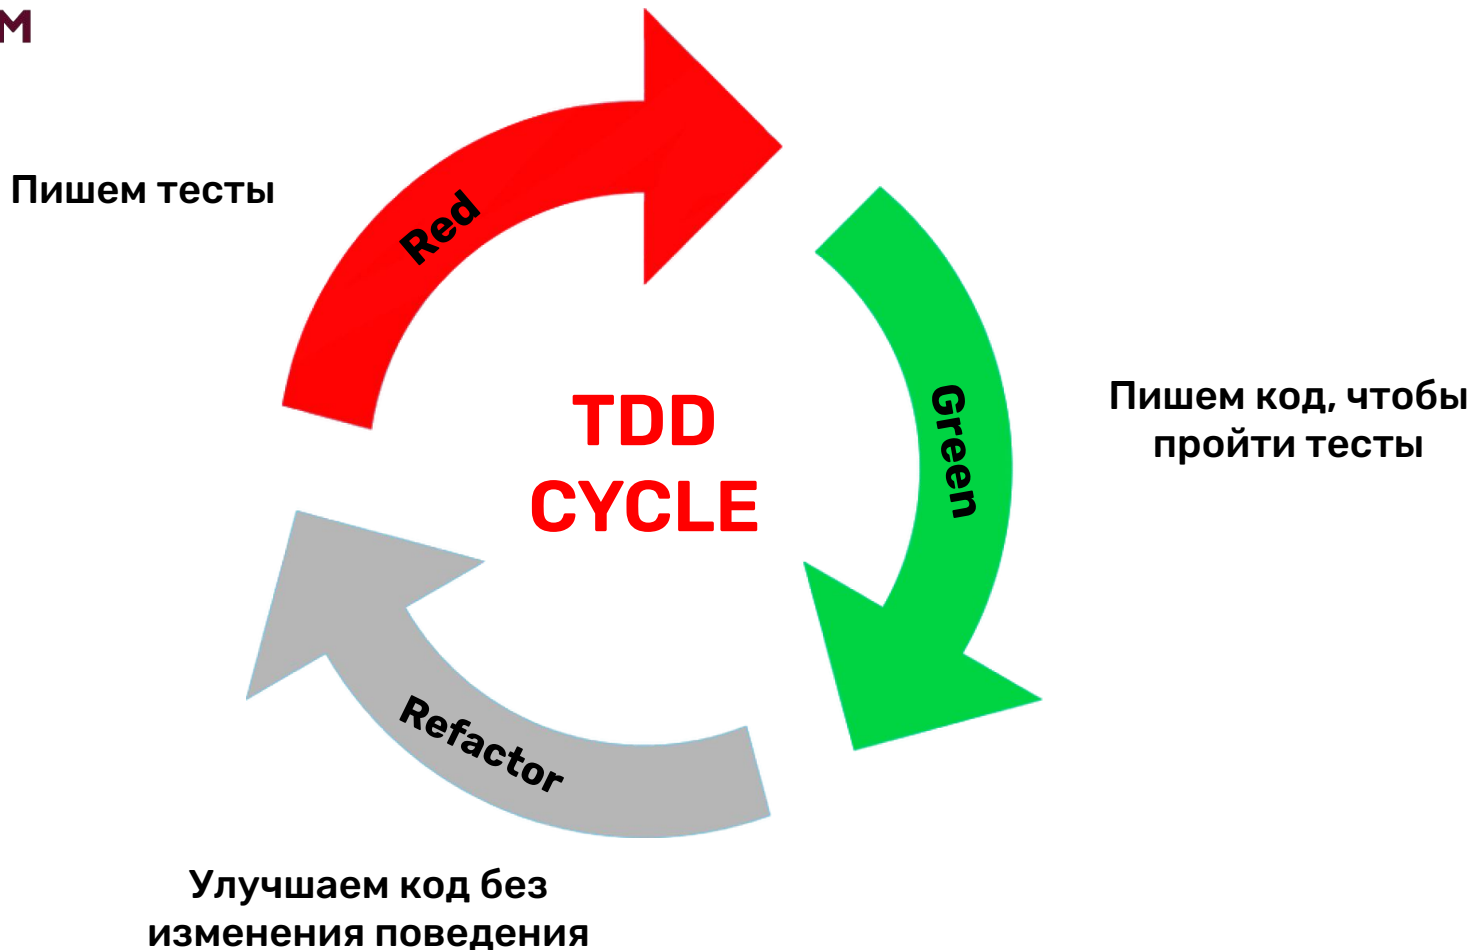 М
Пишем тесты
Red
TDD
CYCLE
Green
Пишем код, чтобы
пройти тесты
Refactor
Улучшаем код без
изменения поведения